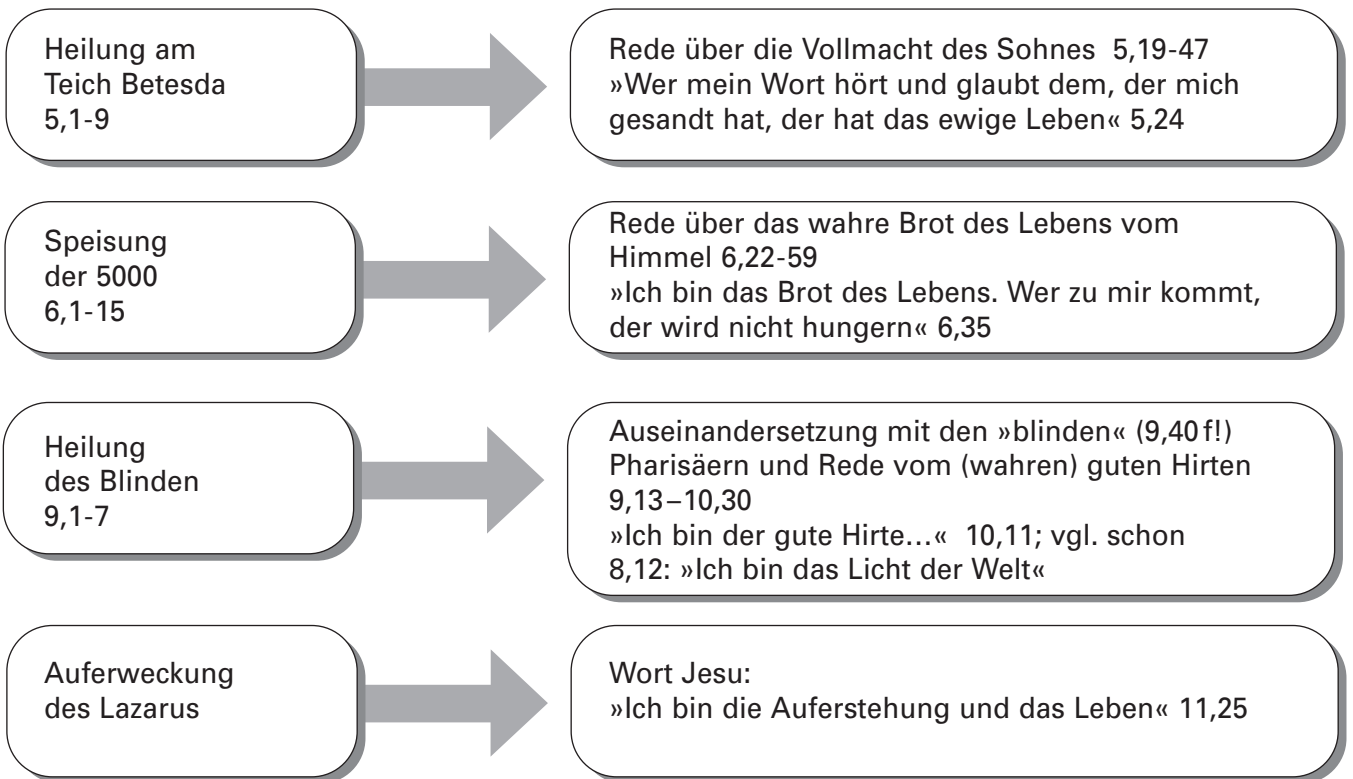 Heilung am
Teich Betesda
5,1-9
Rede über die Vollmacht des Sohnes 5,19-47
»Wer mein Wort hört und glaubt dem, der mich
gesandt hat, der hat das ewige Leben« 5,24
Speisung
der 5000
6,1-15
Rede über das wahre Brot des Lebens vom
Himmel 6,22-59
»Ich bin das Brot des Lebens. Wer zu mir kommt,
der wird nicht hungern« 6,35
Heilung
des Blinden
9,1-7
Auseinandersetzung mit den »blinden« (9,40 f!)
Pharisäern und Rede vom (wahren) guten Hirten
9,13–10,30
»Ich bin der gute Hirte…« 10,11; vgl. schon
8,12: »Ich bin das Licht der Welt«
Auferweckung
des Lazarus
Wort Jesu:
»Ich bin die Auferstehung und das Leben« 11,25